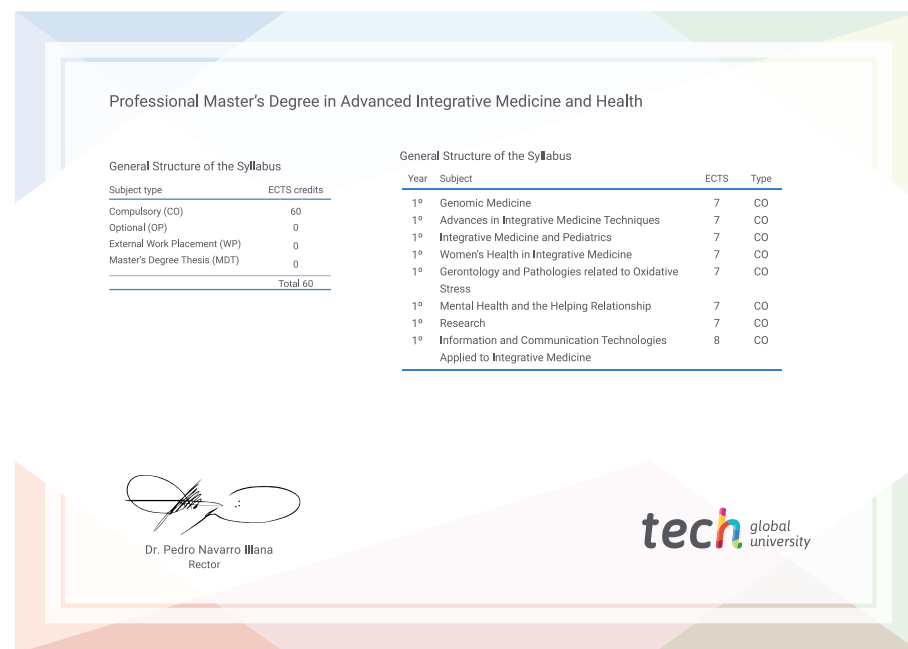 Professional Master's Degree in Advanced Integrative Medicine and Health
General Structure of the Syllabus
Subject type ECTS credits
Compulsory (CO) 60
Optional (OP) 0
External Work Placement (WP) 0
Master's Degree Thesis (MDT) 0
Total 60
General Structure of the Syllabus
Year Subject ECTS Type
1º Genomic Medicine 7 CO
1º Advances in Integrative Medicine Techniques 7 CO
1º Integrative Medicine and Pediatrics 7 CO
1º Women's Health in Integrative Medicine 7 CO
1º Gerontology and Pathologies related to Oxidative 7 CO
Stress
1º Mental Health and the Helping Relationship 7 CO
1º Research 7 CO
1º Information and Communication Technologies 8 CO
Applied to Integrative Medicine
Dr. Pedro Navarro Illana
Rector
tech global
university